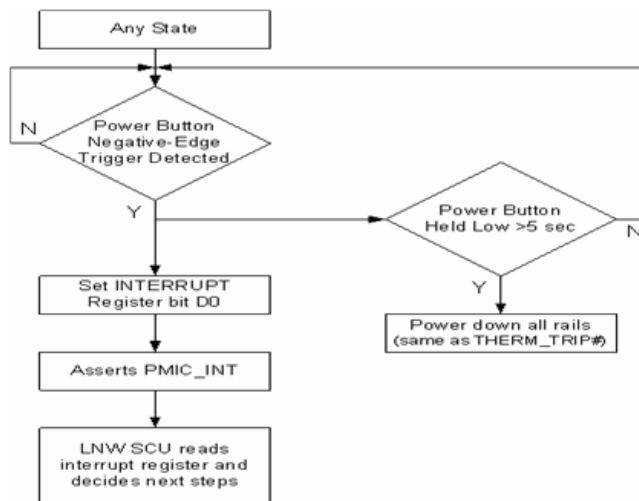 Any State
N
Power Button
Negative-Edge
Trigger Detected
Y
Power Button
Held Low >5 sec
N
Y
Set INTERRUPT
Register bit D0
Power down all rails
(same as THERM_TRIP#)
Asserts PMIC_INT
LNW SCU reads
interrupt register and
decides next steps